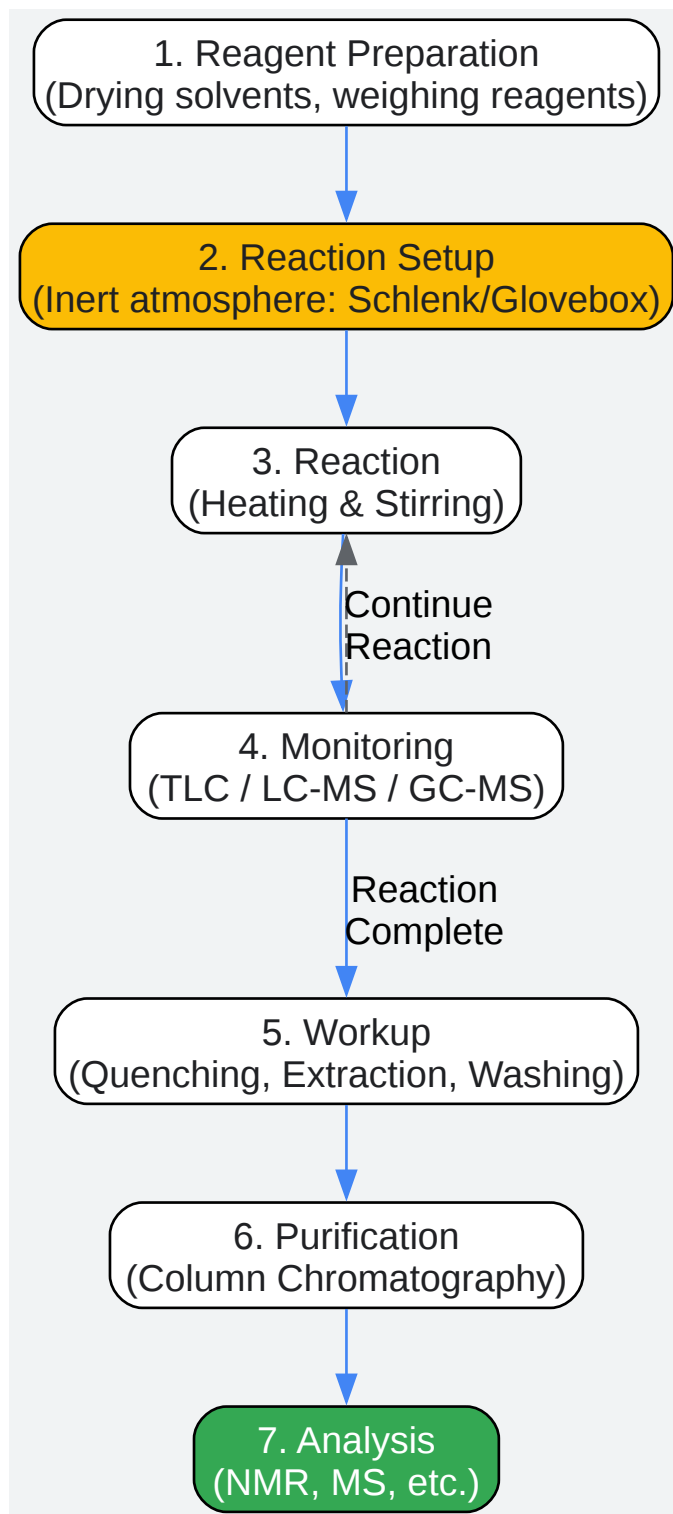 1. Reagent Preparation
(Drying solvents, weighing reagents)
2. Reaction Setup
(Inert atmosphere: Schlenk/Glovebox)
3. Reaction
(Heating & Stirring)
Continue
Reaction
4. Monitoring
(TLC / LC-MS / GC-MS)
Reaction
Complete
5. Workup
(Quenching, Extraction, Washing)
6. Purification
(Column Chromatography)
7. Analysis
(NMR, MS, etc.)